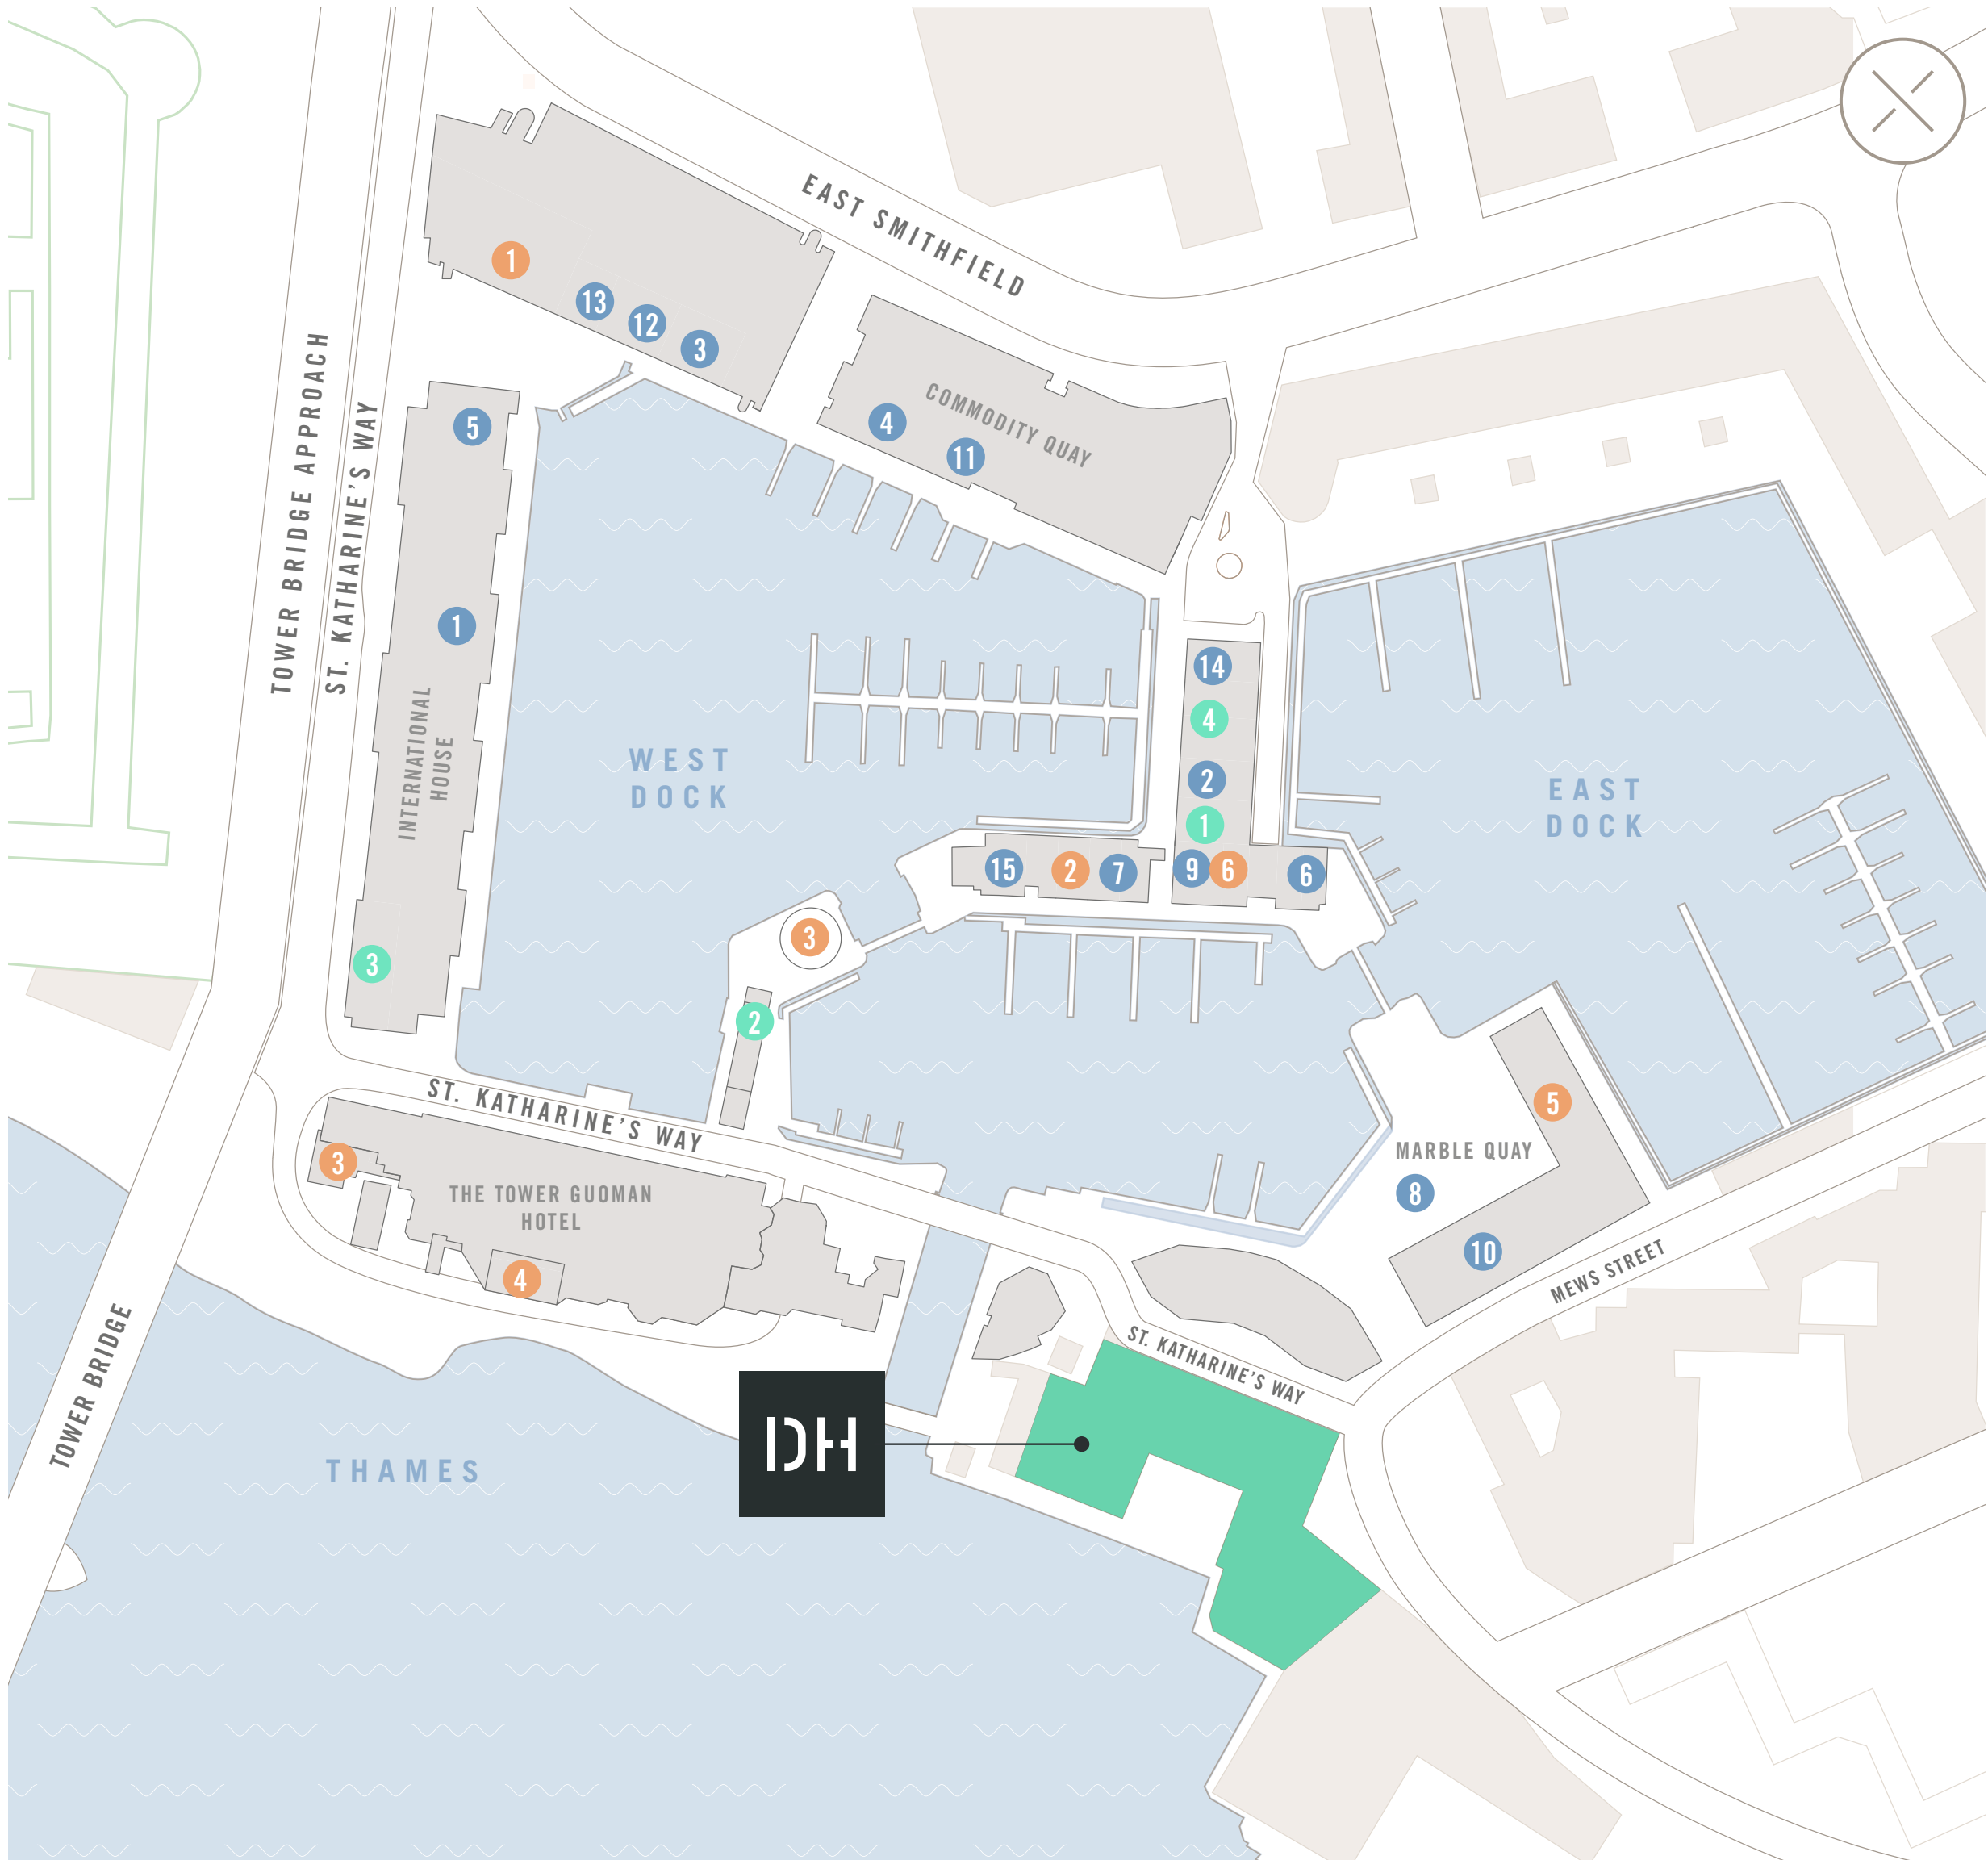 EAST SMITHFIELD
1
13
12
3
TOWER BRIDGE APPROACH
ST. KATHARINE'S WAY
COMMODITY QUAY
4
11
5
1
INTERNATIONAL
HOUSE
3
WEST
DOCK
14
4
2
1
15
2
7
9
6
6
EAST
DOCK
3
2
ST. KATHARINE'S WAY
3
THE TOWER GUOMAN
HOTEL
4
5
MARBLE QUAY
8
10
MEWS STREET
ST. KATHARINE'S WAY
TOWER BRIDGE
THAMES
DH